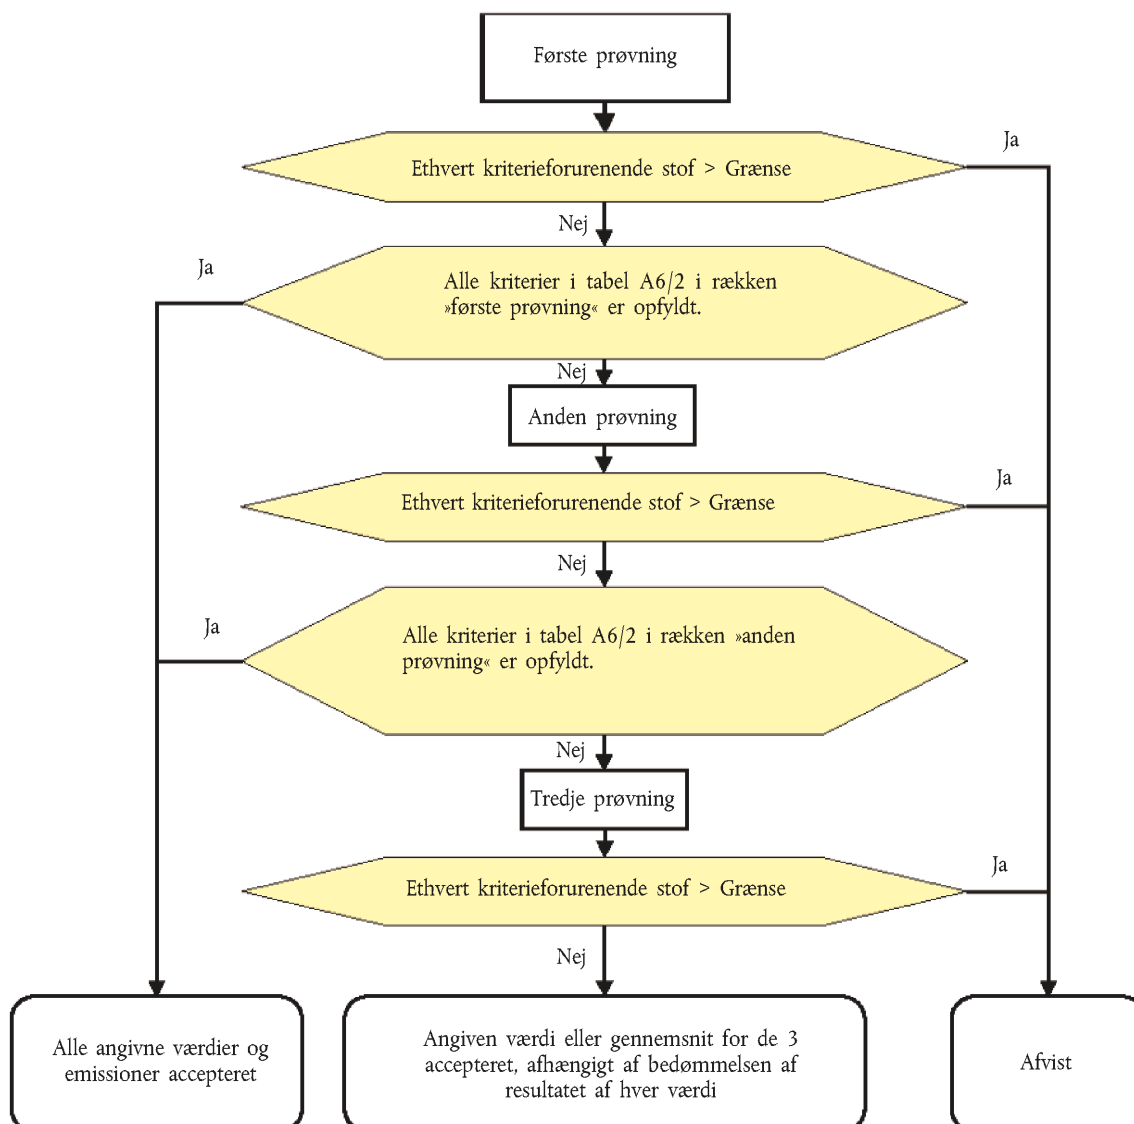 Første prøvning
Ja
Ethvert kriterieforurenende stof > Grænse
Nej
Ja
Alle kriterier i tabel A6/2 i rækken
»første prøvning« er opfyldt.
Nej
Anden prøvning
Ja
Ethvert kriterieforurenende stof > Grænse
Nej
Ja
Alle kriterier i tabel A6/2 i rækken »anden
prøvning« er opfyldt.
Nej
Tredje prøvning
Ja
Ethvert kriterieforurenende stof > Grænse
Nej
Alle angivne værdier og
emissioner accepteret
Angiven værdi eller gennemsnit for de 3
accepteret, afhængigt af bedømmelsen af
resultatet af hver værdi
Afvist